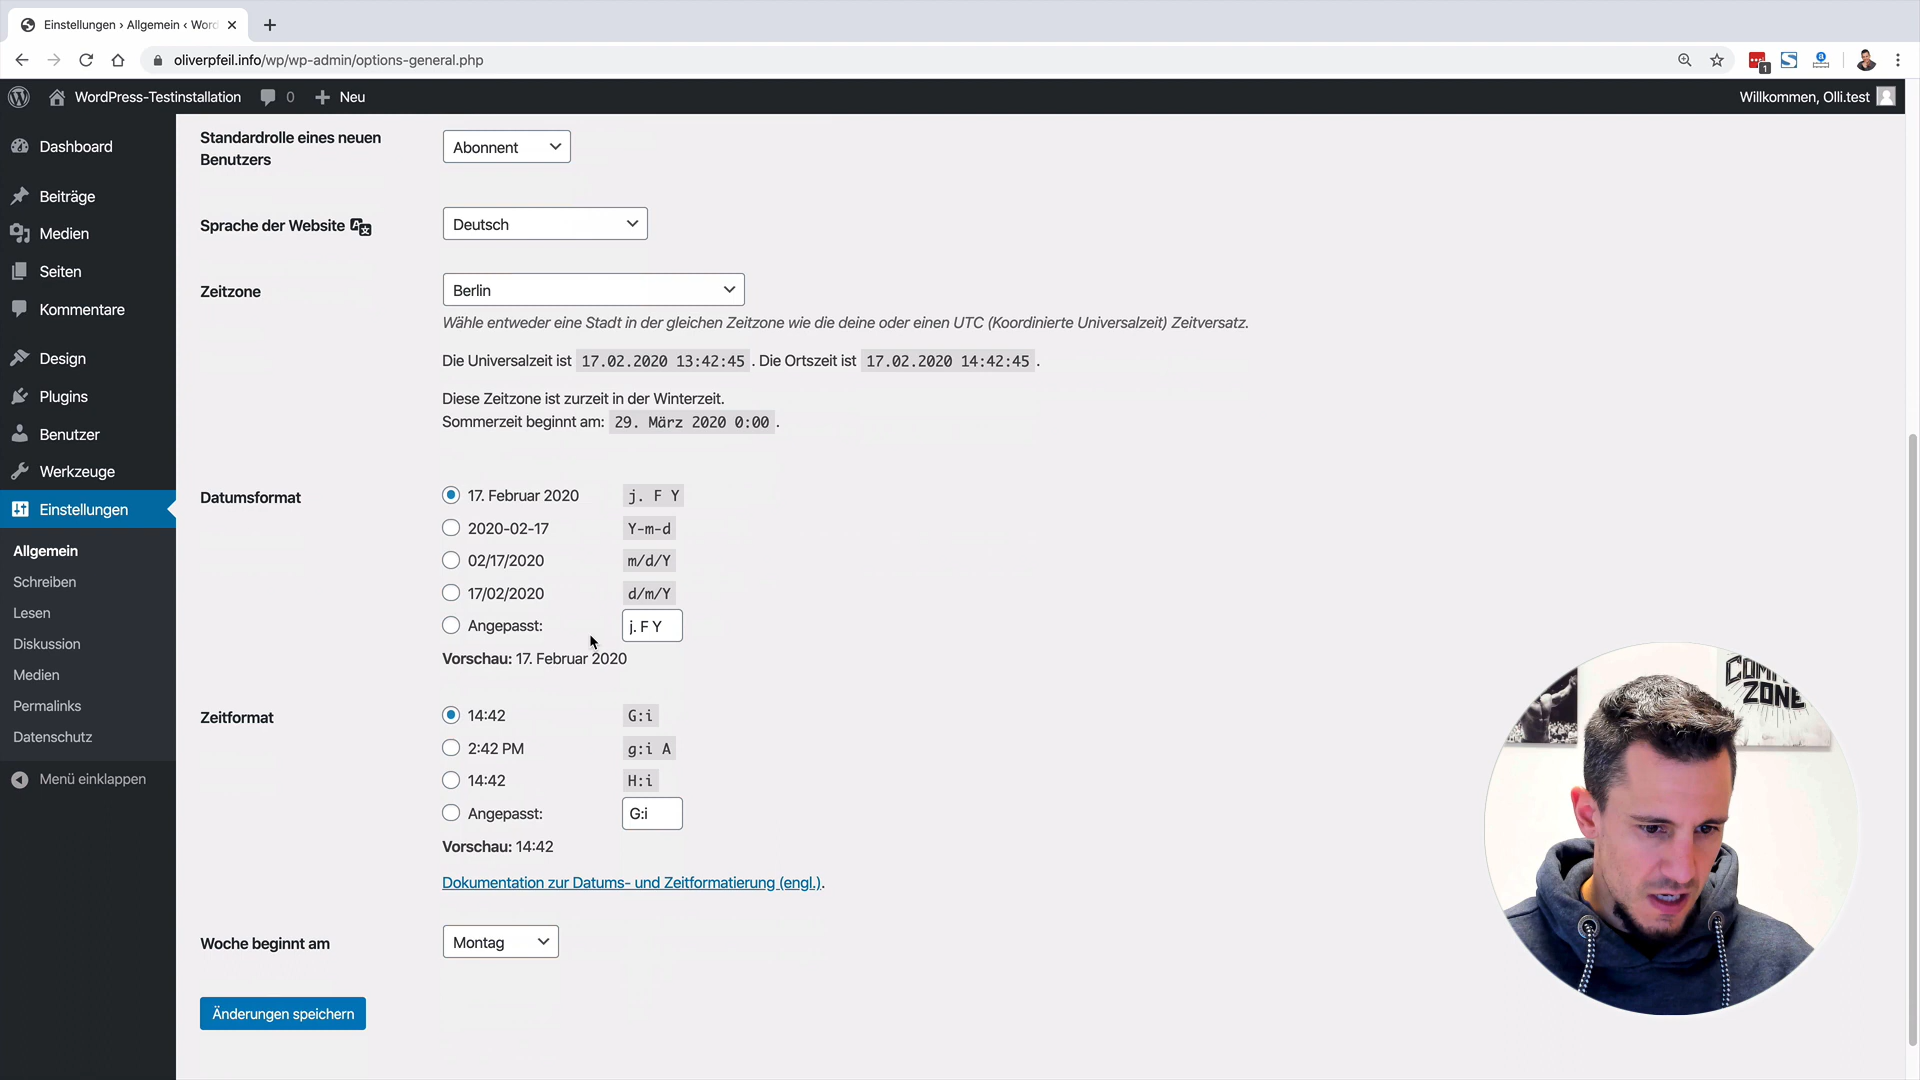 Einstellungen › Allgemein ‹ Word
oliverpfeil.info/wp/wp-admin/options-general.php
1
WordPress-Testinstallation
0
Neu
Willkommen, Olli.test
Dashboard
Beiträge
Medien
Seiten
Kommentare
Design
Plugins
Benutzer
Werkzeuge
Einstellungen
Allgemein
Schreiben
Lesen
Diskussion
Medien
Permalinks
Datenschutz
Menü einklappen
Standardrolle eines neuen
Benutzers
Abonnent
Sprache der Website
Deutsch
Zeitzone
Berlin
Wähle entweder eine Stadt in der gleichen Zeitzone wie die deine oder einen UTC (Koordinierte Universalzeit) Zeitversatz.
Die Universalzeit ist 17.02.2020 13:42:45 . Die Ortszeit ist 17.02.2020 14:42:45 .
Diese Zeitzone ist zurzeit in der Winterzeit.
Sommerzeit beginnt am: 29. März 2020 0:00 .
Datumsformat
17. Februar 2020 j. F Y
2020-02-17 Y-m-d
02/17/2020 m/d/Y
17/02/2020 d/m/Y
Angepasst: j. F Y
Vorschau: 17. Februar 2020
Zeitformat
14:42 G:i
2:42 PM g:i A
14:42 H:i
Angepasst: G:i
Vorschau: 14:42
Dokumentation zur Datums- und Zeitformatierung (engl.).
Woche beginnt am
Montag
Änderungen speichern
ZONE